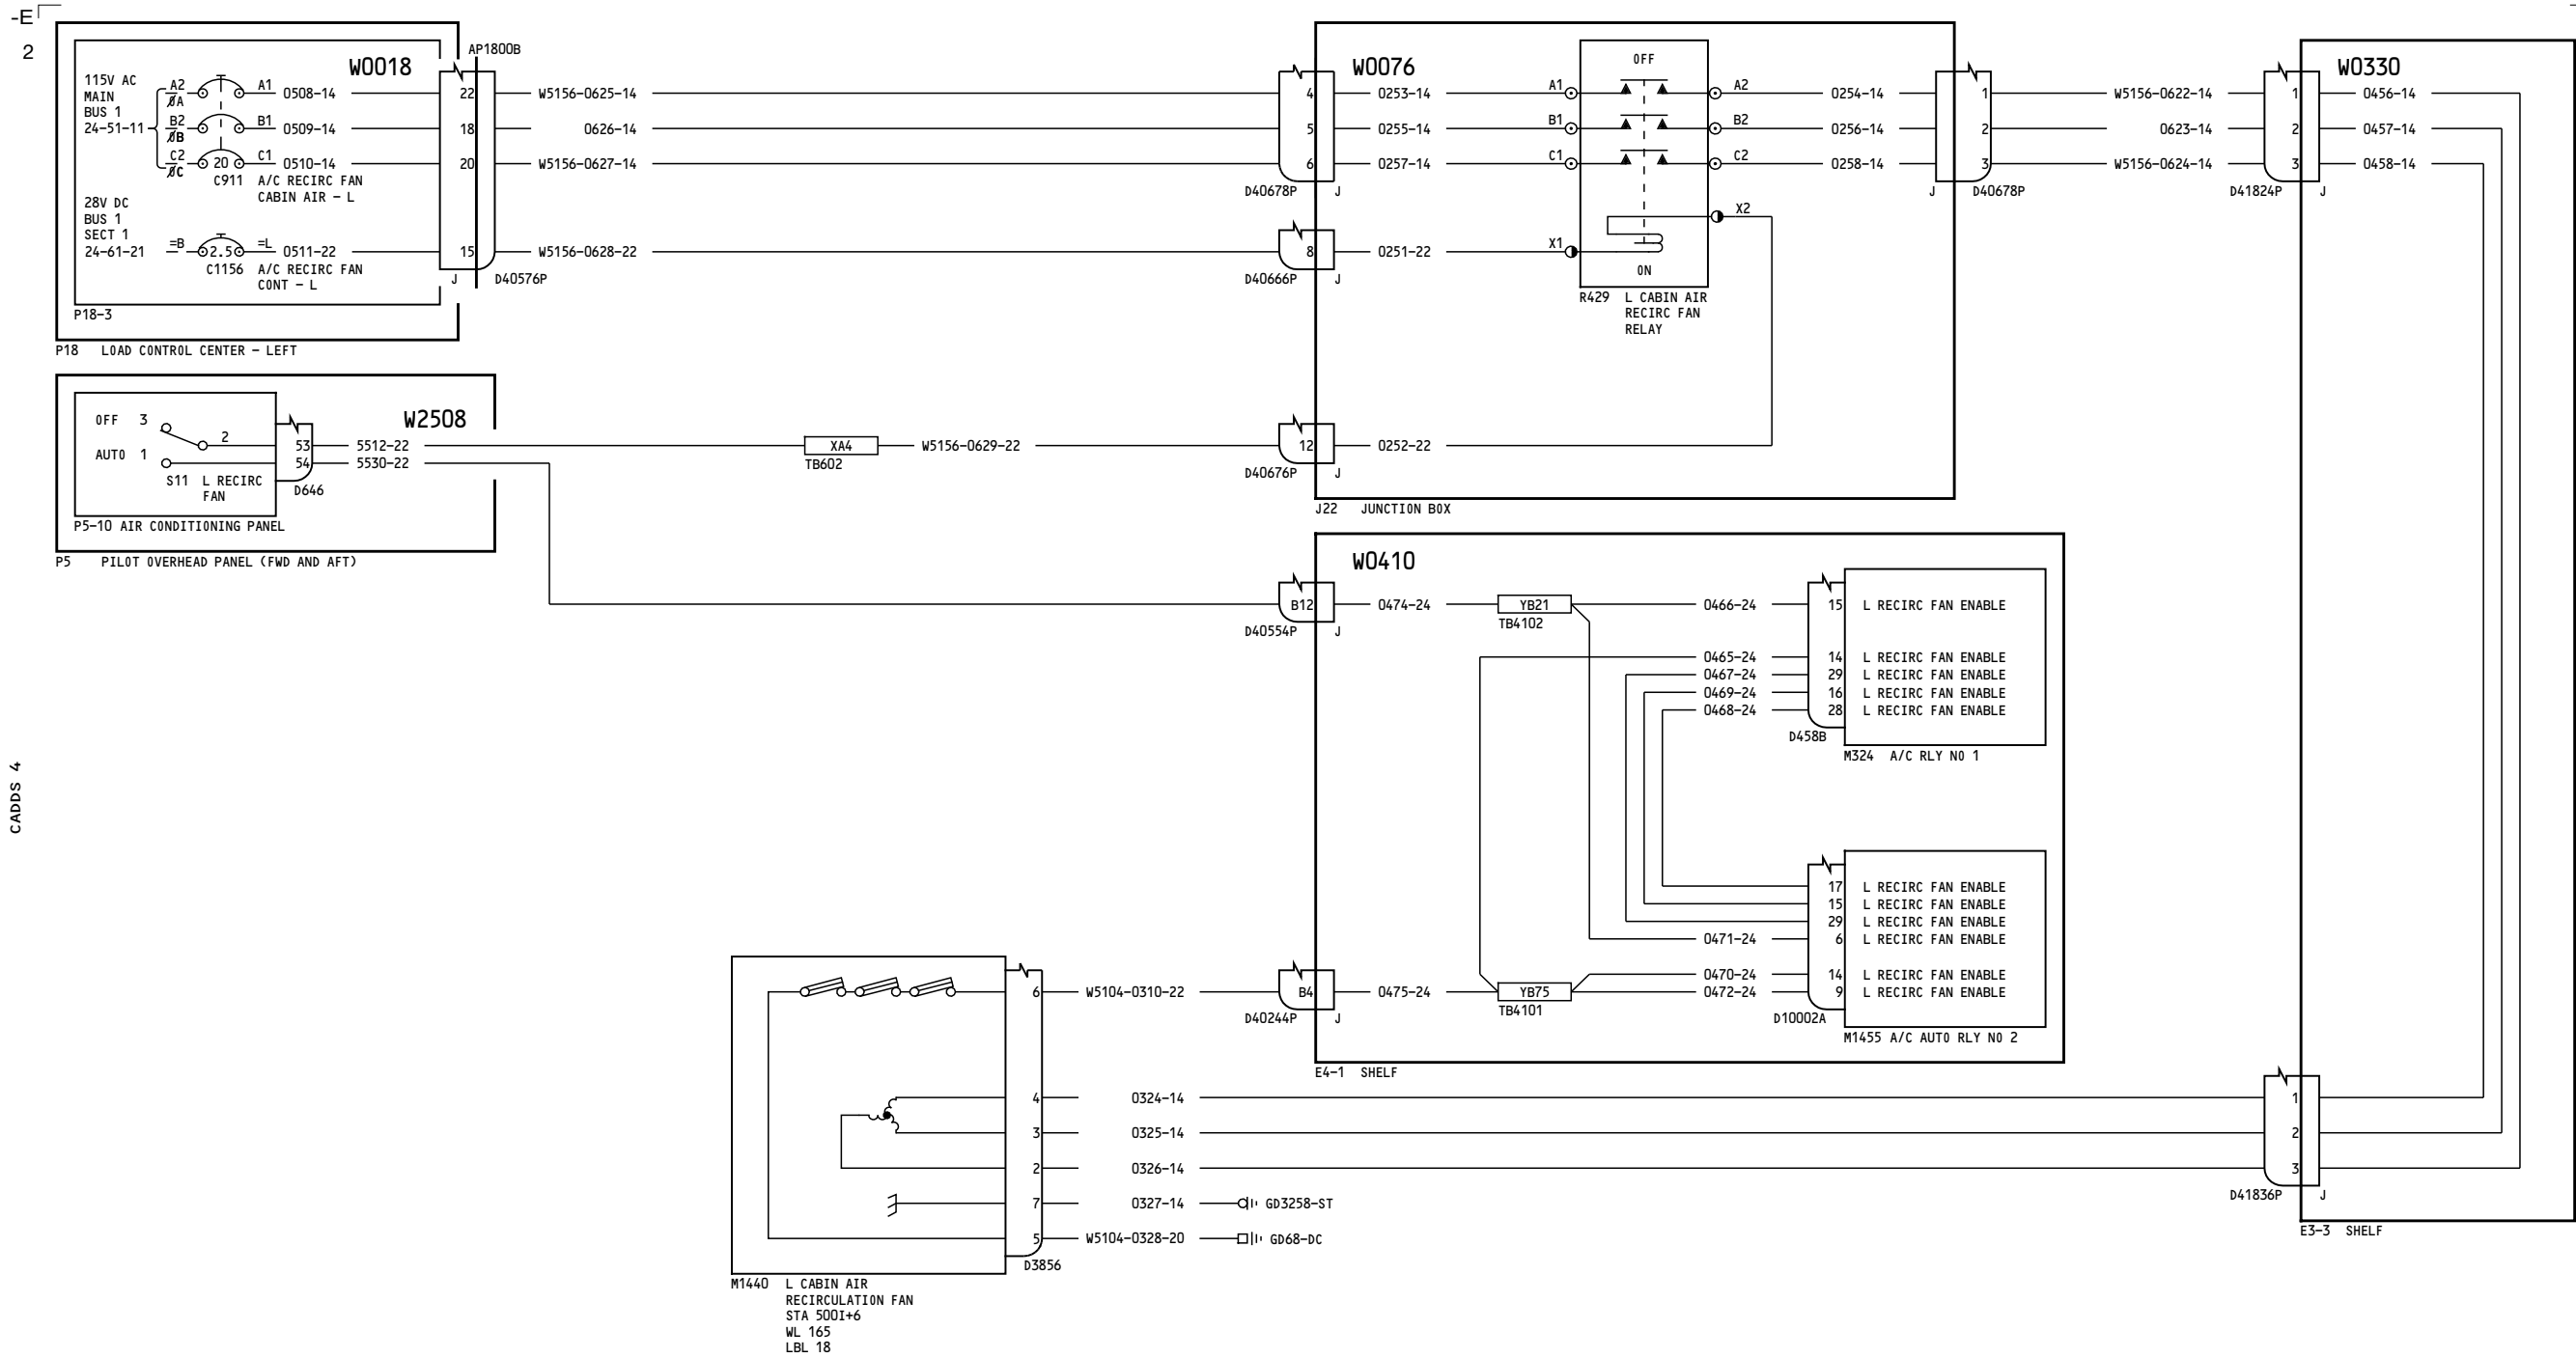 -E
2
CADDS 4
W0018
AP1800B
115V AC
MAIN
BUS 1
24-51-11
A2
ØA
A1
0508-14
22
B2
ØB
B1
0509-14
18
C2
ØC
20
C1
0510-14
20
C911
A/C RECIRC FAN
CABIN AIR - L
28V DC
BUS 1
SECT 1
24-61-21
=B
2.5
=L
0511-22
15
C1156
A/C RECIRC FAN
CONT - L
J
D40576P
P18-3
P18 LOAD CONTROL CENTER - LEFT
W5156-0625-14
0626-14
W5156-0627-14
W5156-0628-22
4
5
6
D40678P
J
8
D40666P
J
W0076
0253-14
0255-14
0257-14
0251-22
A1
B1
C1
X1
OFF
ON
A2
B2
C2
X2
R429 L CABIN AIR
RECIRC FAN
RELAY
0254-14
0256-14
0258-14
1
2
3
J
D40678P
W5156-0622-14
0623-14
W5156-0624-14
1
2
3
D41824P
J
W0330
0456-14
0457-14
0458-14
W2508
OFF 3
2
AUTO 1
S11 L RECIRC
FAN
53
54
D646
5512-22
5530-22
P5-10 AIR CONDITIONING PANEL
P5 PILOT OVERHEAD PANEL (FWD AND AFT)
XA4
TB602
W5156-0629-22
12
D40676P
J
0252-22
J22 JUNCTION BOX
W0410
B12
D40554P
J
0474-24
YB21
TB4102
0466-24
15 L RECIRC FAN ENABLE
0465-24
14 L RECIRC FAN ENABLE
0467-24
29 L RECIRC FAN ENABLE
0469-24
16 L RECIRC FAN ENABLE
0468-24
28 L RECIRC FAN ENABLE
D458B
M324 A/C RLY NO 1
17 L RECIRC FAN ENABLE
15 L RECIRC FAN ENABLE
29 L RECIRC FAN ENABLE
0471-24
6 L RECIRC FAN ENABLE
0470-24
14 L RECIRC FAN ENABLE
0472-24
9 L RECIRC FAN ENABLE
D10002A
M1455 A/C AUTO RLY NO 2
6
W5104-0310-22
B4
D40244P
J
0475-24
YB75
TB4101
E4-1 SHELF
4
0324-14
1
3
0325-14
2
2
0326-14
3
7
0327-14
GD3258-ST
5
W5104-0328-20
GD68-DC
D3856
D41836P
J
E3-3 SHELF
M1440 L CABIN AIR
RECIRCULATION FAN
STA 500I+6
WL 165
LBL 18